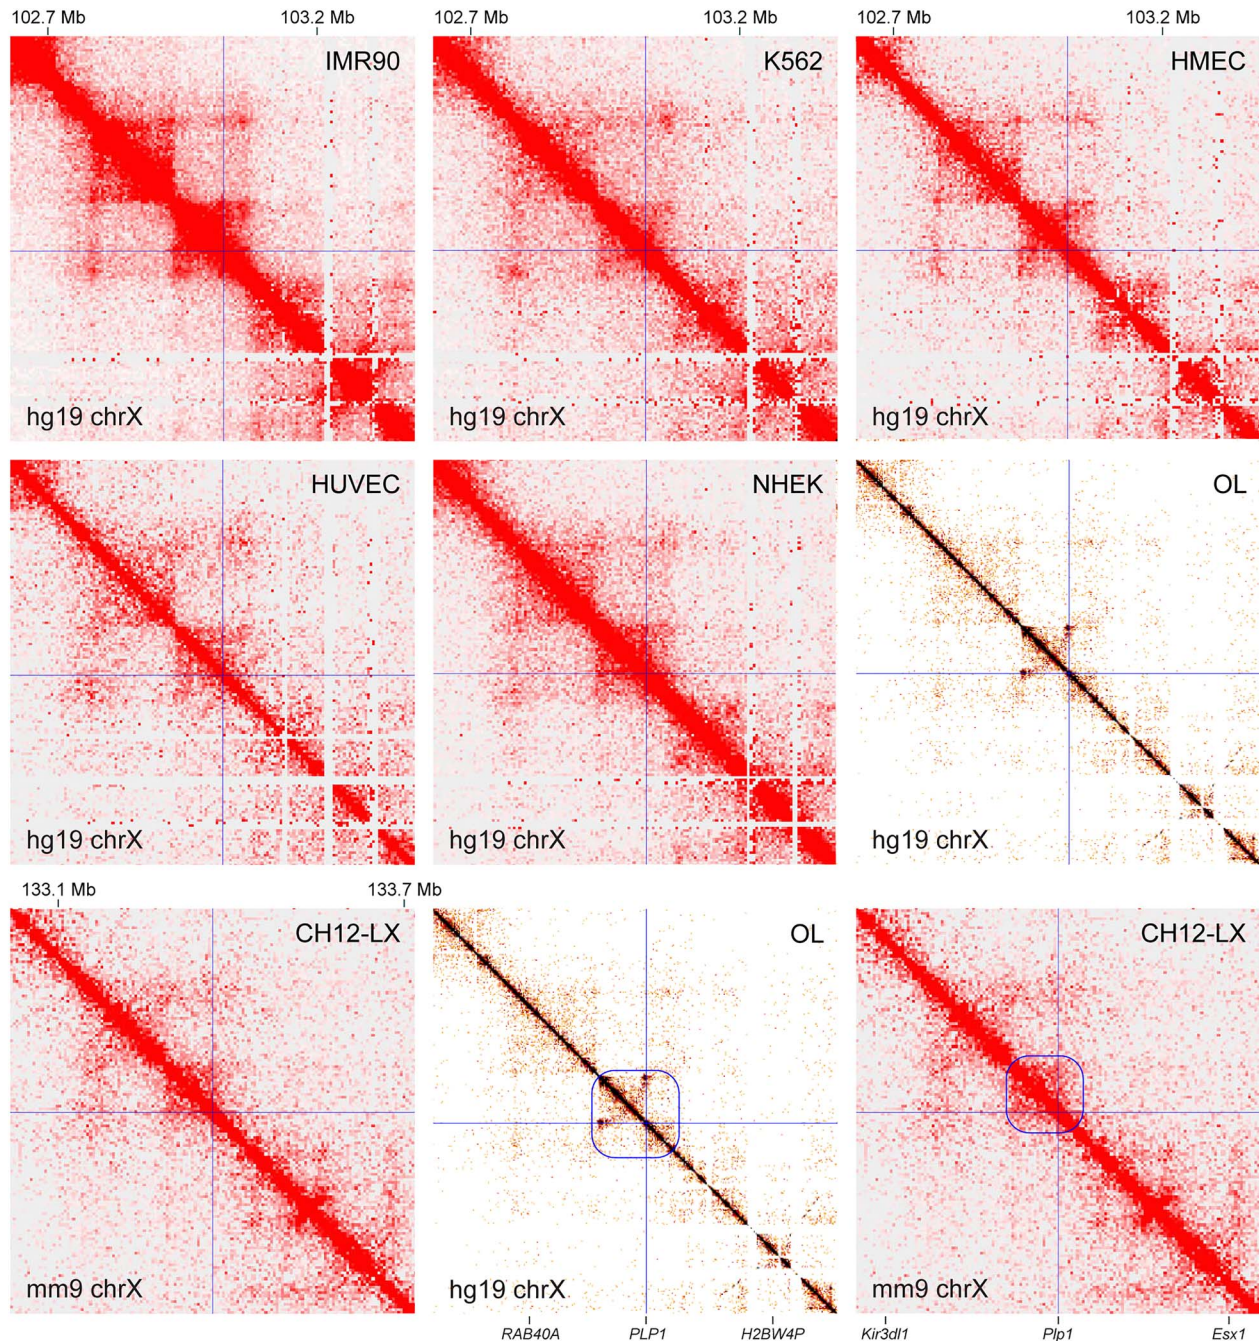 102.7 Mb 103.2 Mb 102.7 Mb 103.2 Mb 102.7 Mb 103.2 Mb
IMR90 K562 HMEC
hg19 chrX hg19 chrX hg19 chrX
HUVEC NHEK OL
hg19 chrX hg19 chrX hg19 chrX
133.1 Mb 133.7 Mb
CH12-LX OL CH12-LX
mm9 chrX hg19 chrX mm9 chrX
RAB40A PLP1 H2BW4P Kir3dl1 Plp1 Esx1